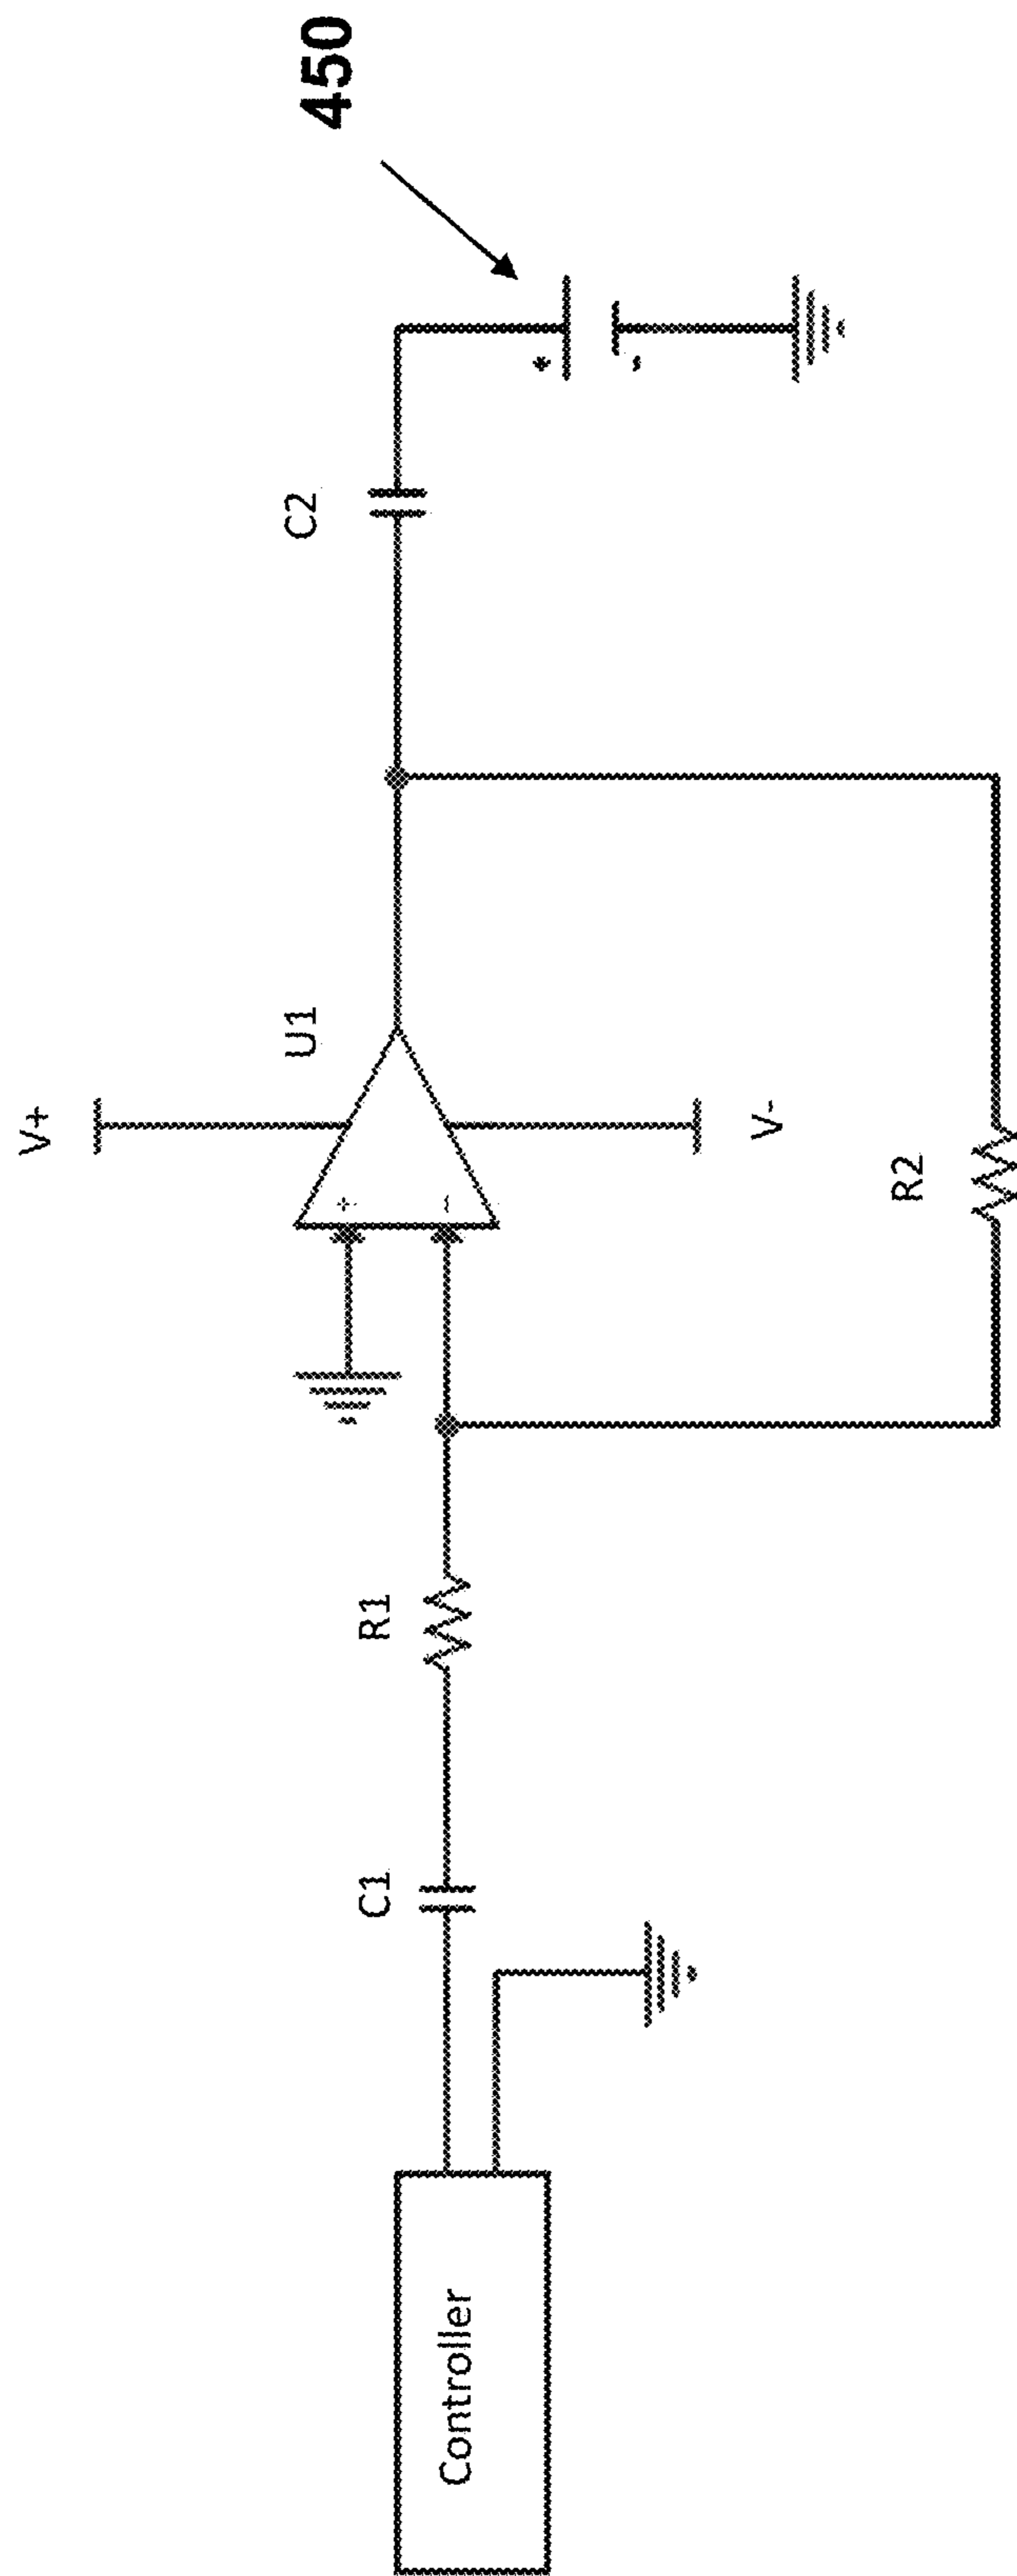 Controller
C1
R1
+
-
V+
U1
V-
R2
C2
+
-
450